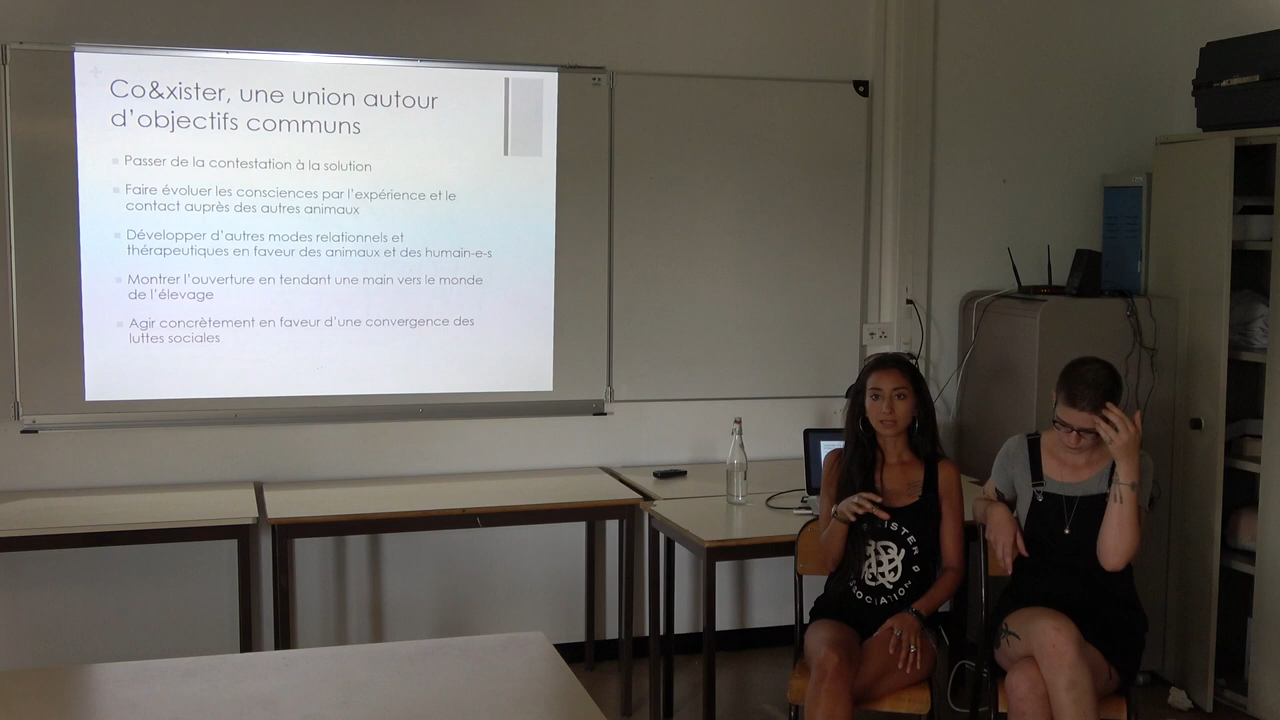 Co&xister, une union autour
d'objectifs communs
Passer de la contestation à la solution
Faire évoluer les consciences par l'expérience et le
contact auprès des autres animaux
Développer d'autres modes relationnels et
thérapeutiques en faveur des animaux et des humain-e-s
Montrer l'ouverture en tendant une main vers le monde
de l'élevage
Agir concrètement en faveur d'une convergence des
luttes sociales
ISTER
SSOCIATION